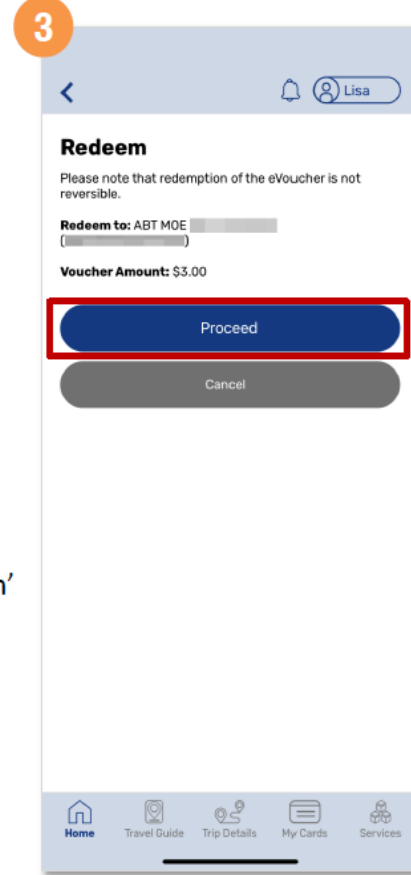 3
Lisa
Redeem
Please note that redemption of the eVoucher is not
reversible.
Redeem to: ABT MOE
( )
Voucher Amount: $3.00
Proceed
Cancel
n’
Home Travel Guide Trip Details My Cards Services